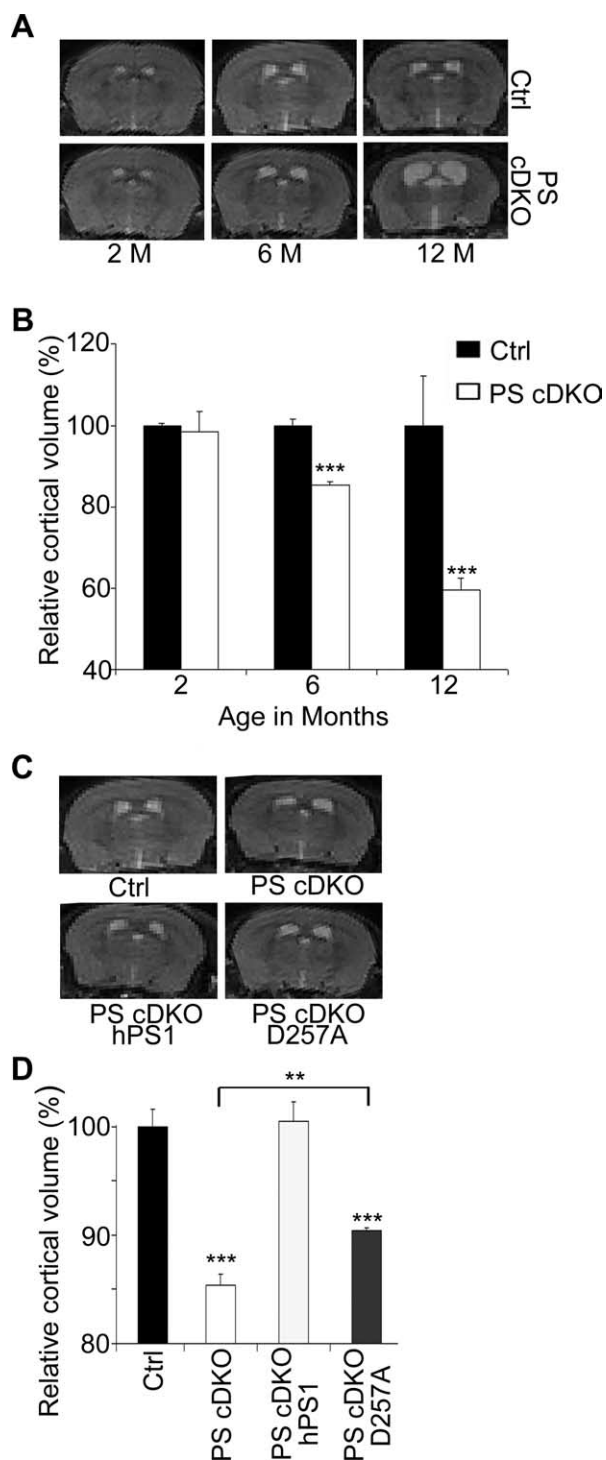 A
Ctrl
PS cDKO
2 M 6 M 12 M
B
Relative cortical volume (%)
120
100
80
60
40
Ctrl
PS cDKO
***
***
2 6 12
Age in Months
C
Ctrl PS cDKO
PS cDKO hPS1
PS cDKO D257A
D
Relative cortical volume (%)
100
90
80
**
***
***
Ctrl
PS cDKO
PS cDKO hPS1
PS cDKO D257A